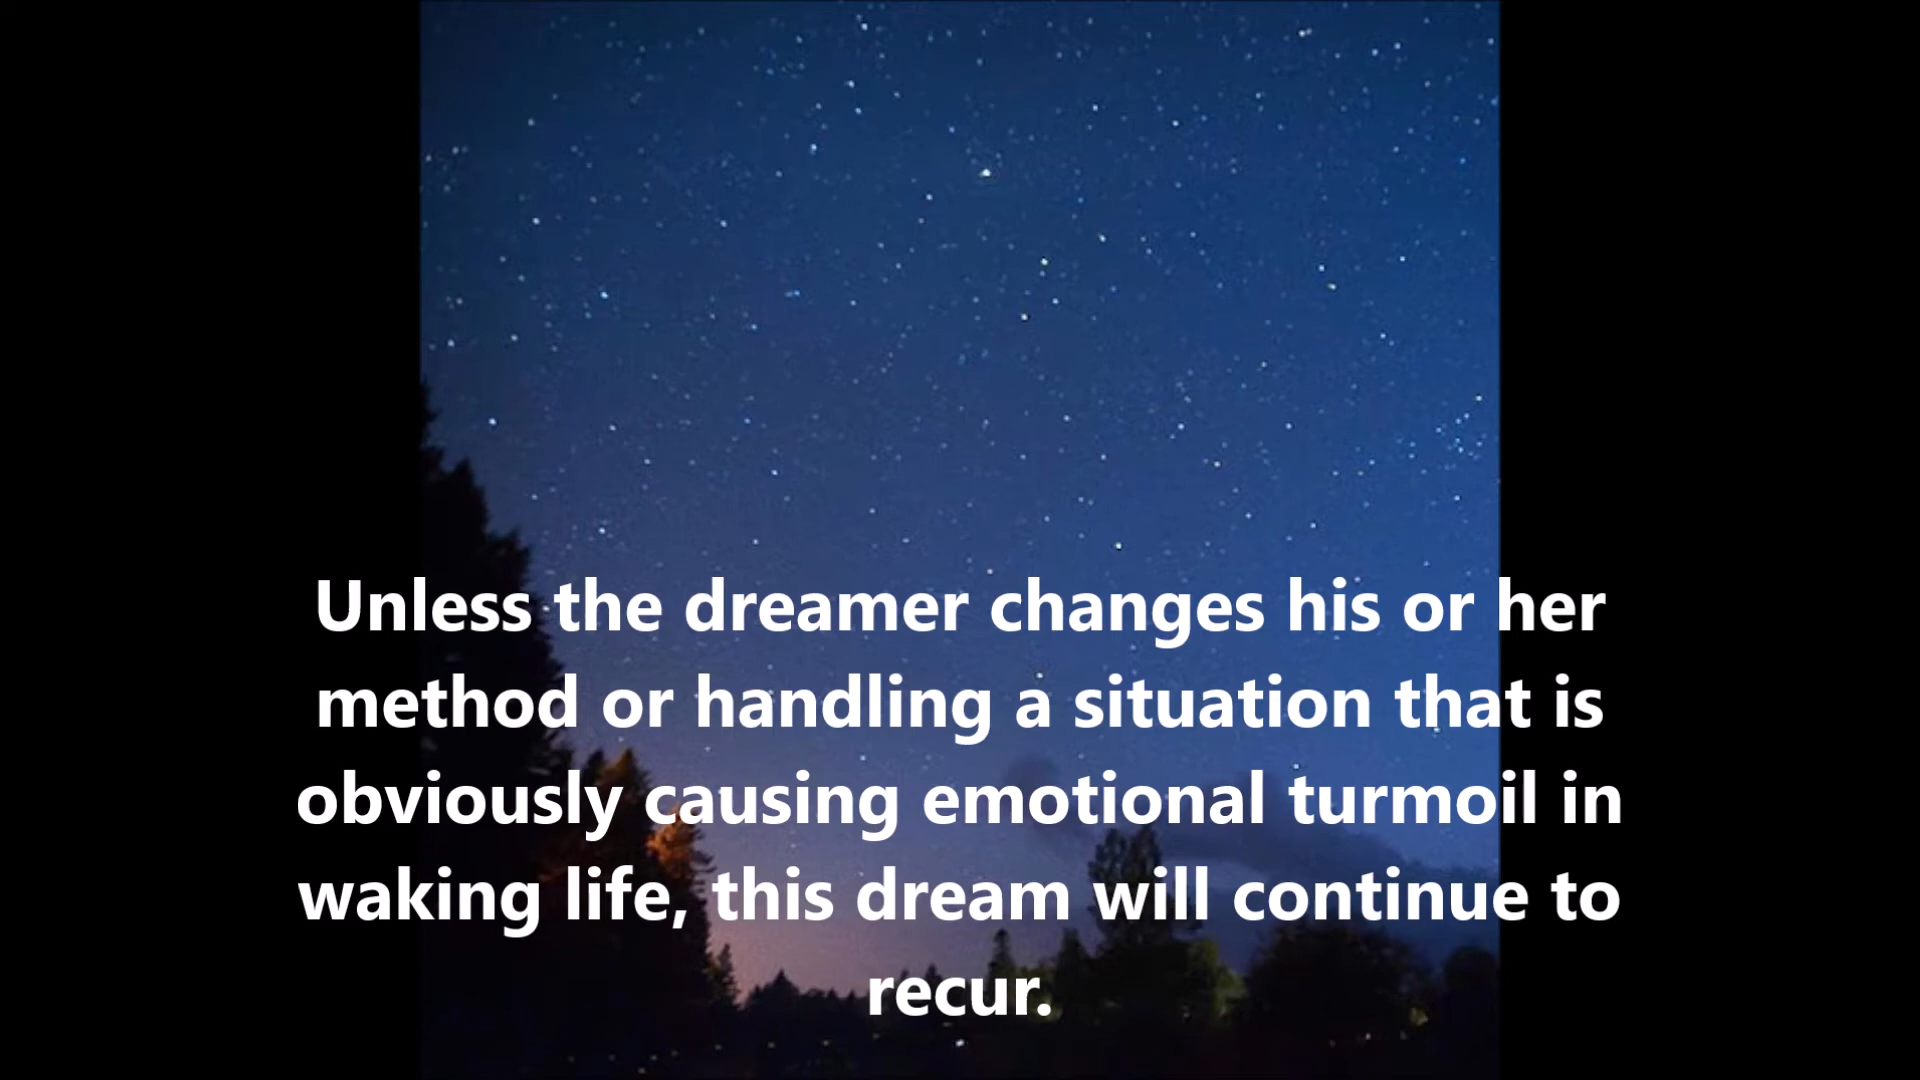 Unless the dreamer changes his or her
method or handling a situation that is
obviously causing emotional turmoil in
waking life, this dream will continue to
recur.